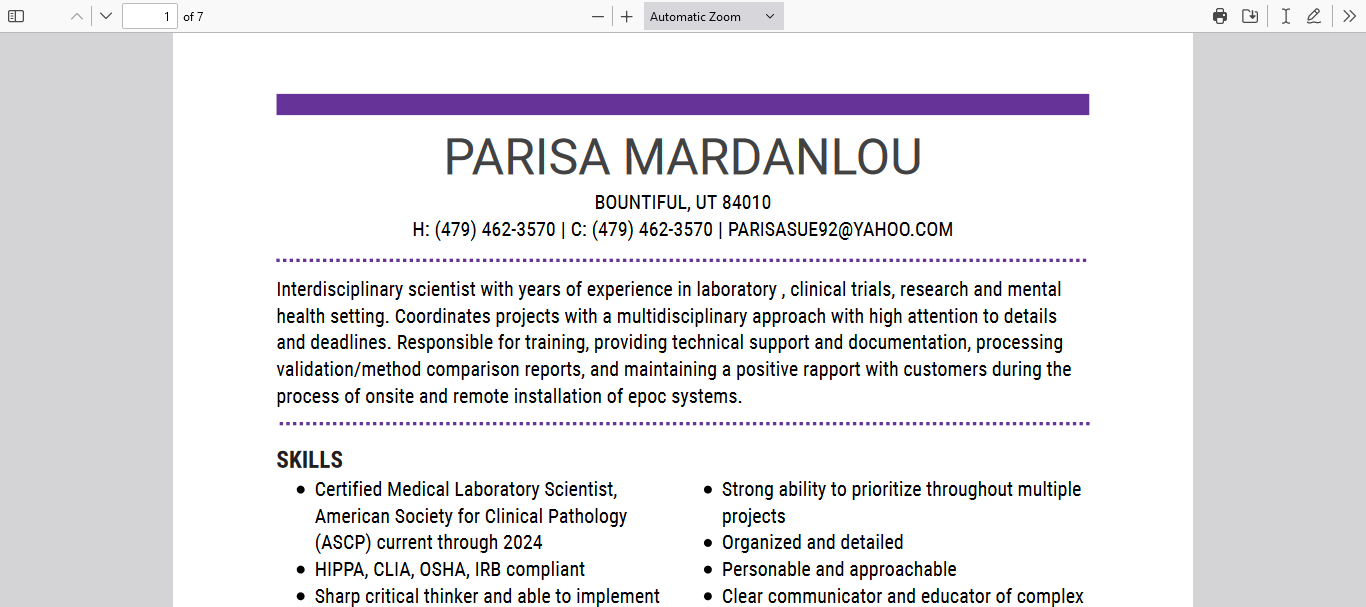 1 of 7 Automatic Zoom
PARISA MARDANLOU
BOUNTIFUL, UT 84010
H: (479) 462-3570 | C: (479) 462-3570 | PARISASUE92@YAHOO.COM
Interdisciplinary scientist with years of experience in laboratory , clinical trials, research and mental
health setting. Coordinates projects with a multidisciplinary approach with high attention to details
and deadlines. Responsible for training, providing technical support and documentation, processing
validation/method comparison reports, and maintaining a positive rapport with customers during the
process of onsite and remote installation of epoc systems.
SKILLS
Certified Medical Laboratory Scientist,
American Society for Clinical Pathology
(ASCP) current through 2024
HIPPA, CLIA, OSHA, IRB compliant
Sharp critical thinker and able to implement
Strong ability to prioritize throughout multiple
projects
Organized and detailed
Personable and approachable
Clear communicator and educator of complex